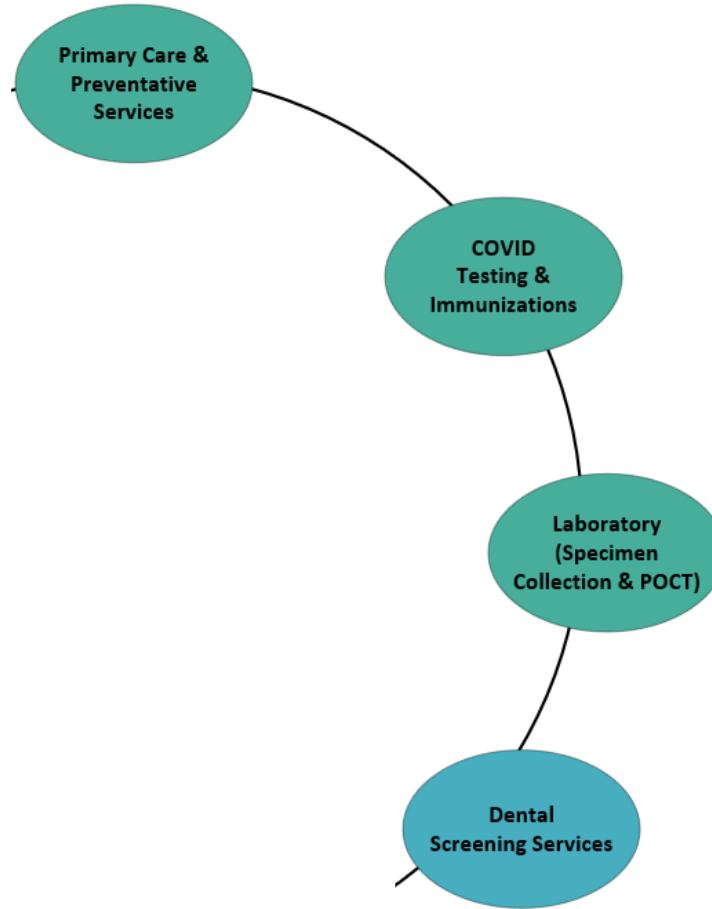 Primary Care &
Preventative
Services
COVID
Testing &
Immunizations
Laboratory
(Specimen
Collection & POCT)
Dental
Screening Services